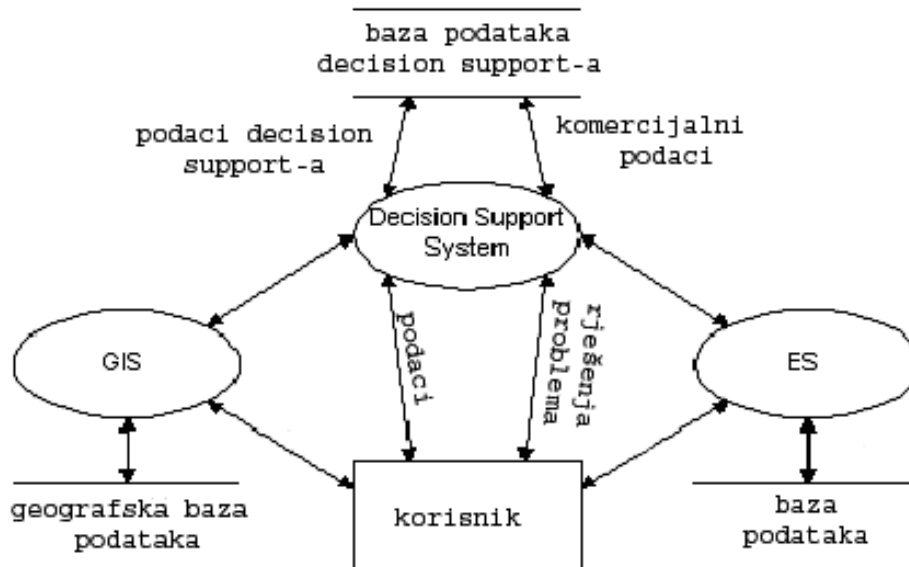 baza podataka
decision support-a
podaci decision
support-a
komercijalni
podaci
Decision Support
System
podaci
rješenja
problema
GIS
ES
geografska baza
podataka
korisnik
baza
podataka